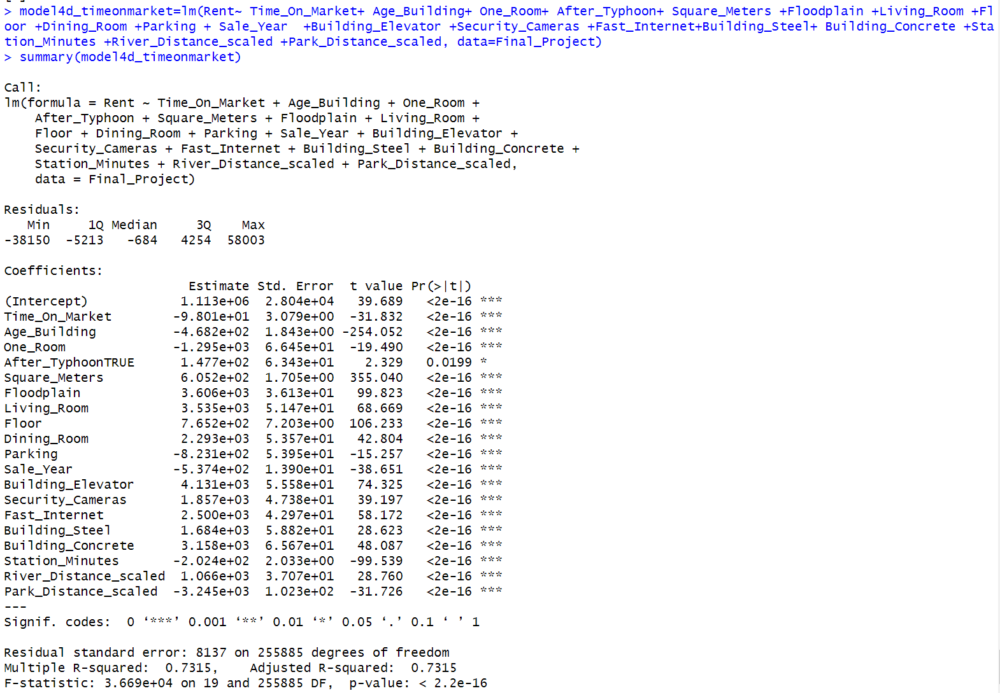 > model4d_timeonmarket=lm(Rent~ Time_On_Market+ Age_Building+ One_Room+ After_Typhoon+ Square_Meters +Floodplain +Living_Room +Fl
oor +Dining_Room +Parking + Sale_Year  +Building_Elevator +Security_Cameras +Fast_Internet+Building_Steel+ Building_Concrete +Sta
tion_Minutes +River_Distance_scaled +Park_Distance_scaled, data=Final_Project)
> summary(model4d_timeonmarket)

Call:
lm(formula = Rent ~ Time_On_Market + Age_Building + One_Room +
    After_Typhoon + Square_Meters + Floodplain + Living_Room +
    Floor + Dining_Room + Parking + Sale_Year + Building_Elevator +
    Security_Cameras + Fast_Internet + Building_Steel + Building_Concrete +
    Station_Minutes + River_Distance_scaled + Park_Distance_scaled,
    data = Final_Project)

Residuals:
   Min     1Q Median     3Q    Max
-38150  -5213   -684   4254  58003

Coefficients:
                        Estimate Std. Error  t value Pr(>|t|)
(Intercept)            1.113e+06  2.804e+04   39.689   <2e-16 ***
Time_On_Market        -9.801e+01  3.079e+00  -31.832   <2e-16 ***
Age_Building          -4.682e+02  1.843e+00 -254.052   <2e-16 ***
One_Room              -1.295e+03  6.645e+01  -19.490   <2e-16 ***
After_TyphoonTRUE      1.477e+02  6.343e+01    2.329   0.0199 *
Square_Meters          6.052e+02  1.705e+00  355.040   <2e-16 ***
Floodplain             3.606e+03  3.613e+01   99.823   <2e-16 ***
Living_Room            3.535e+03  5.147e+01   68.669   <2e-16 ***
Floor                  7.652e+02  7.203e+00  106.233   <2e-16 ***
Dining_Room            2.293e+03  5.357e+01   42.804   <2e-16 ***
Parking               -8.231e+02  5.395e+01  -15.257   <2e-16 ***
Sale_Year             -5.374e+02  1.390e+01  -38.651   <2e-16 ***
Building_Elevator      4.131e+03  5.558e+01   74.325   <2e-16 ***
Security_Cameras       1.857e+03  4.738e+01   39.197   <2e-16 ***
Fast_Internet          2.500e+03  4.297e+01   58.172   <2e-16 ***
Building_Steel         1.684e+03  5.882e+01   28.623   <2e-16 ***
Building_Concrete      3.158e+03  6.567e+01   48.087   <2e-16 ***
Station_Minutes       -2.024e+02  2.033e+00  -99.539   <2e-16 ***
River_Distance_scaled  1.066e+03  3.707e+01   28.760   <2e-16 ***
Park_Distance_scaled  -3.245e+03  1.023e+02  -31.726   <2e-16 ***
---
Signif. codes:  0 ‘***’ 0.001 ‘**’ 0.01 ‘*’ 0.05 ‘.’ 0.1 ‘ ’ 1

Residual standard error: 8137 on 255885 degrees of freedom
Multiple R-squared:  0.7315,    Adjusted R-squared:  0.7315
F-statistic: 3.669e+04 on 19 and 255885 DF,  p-value: < 2.2e-16